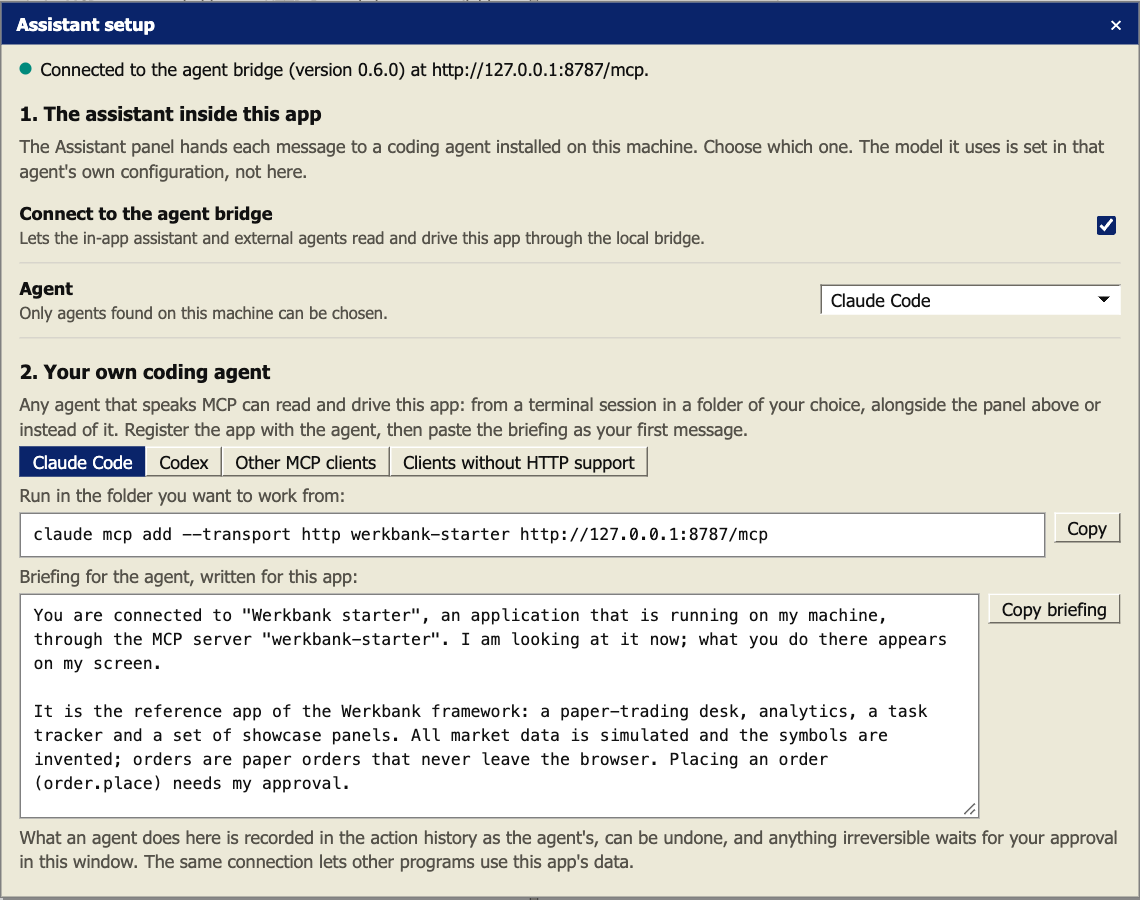 Assistant setup
×
Connected to the agent bridge (version 0.6.0) at http://127.0.0.1:8787/mcp.
1. The assistant inside this app
The Assistant panel hands each message to a coding agent installed on this machine. Choose which one. The model it uses is set in that
agent's own configuration, not here.
Connect to the agent bridge
Lets the in-app assistant and external agents read and drive this app through the local bridge.
Agent
Only agents found on this machine can be chosen.
Claude Code
2. Your own coding agent
Any agent that speaks MCP can read and drive this app: from a terminal session in a folder of your choice, alongside the panel above or
instead of it. Register the app with the agent, then paste the briefing as your first message.
Claude Code Codex Other MCP clients Clients without HTTP support
Run in the folder you want to work from:
claude mcp add --transport http werkbank-starter http://127.0.0.1:8787/mcp
Copy
Briefing for the agent, written for this app:
You are connected to "Werkbank starter", an application that is running on my machine,
through the MCP server "werkbank-starter". I am looking at it now; what you do there appears
on my screen.
It is the reference app of the Werkbank framework: a paper-trading desk, analytics, a task
tracker and a set of showcase panels. All market data is simulated and the symbols are
invented; orders are paper orders that never leave the browser. Placing an order
(order.place) needs my approval.
Copy briefing
What an agent does here is recorded in the action history as the agent's, can be undone, and anything irreversible waits for your approval
in this window. The same connection lets other programs use this app's data.